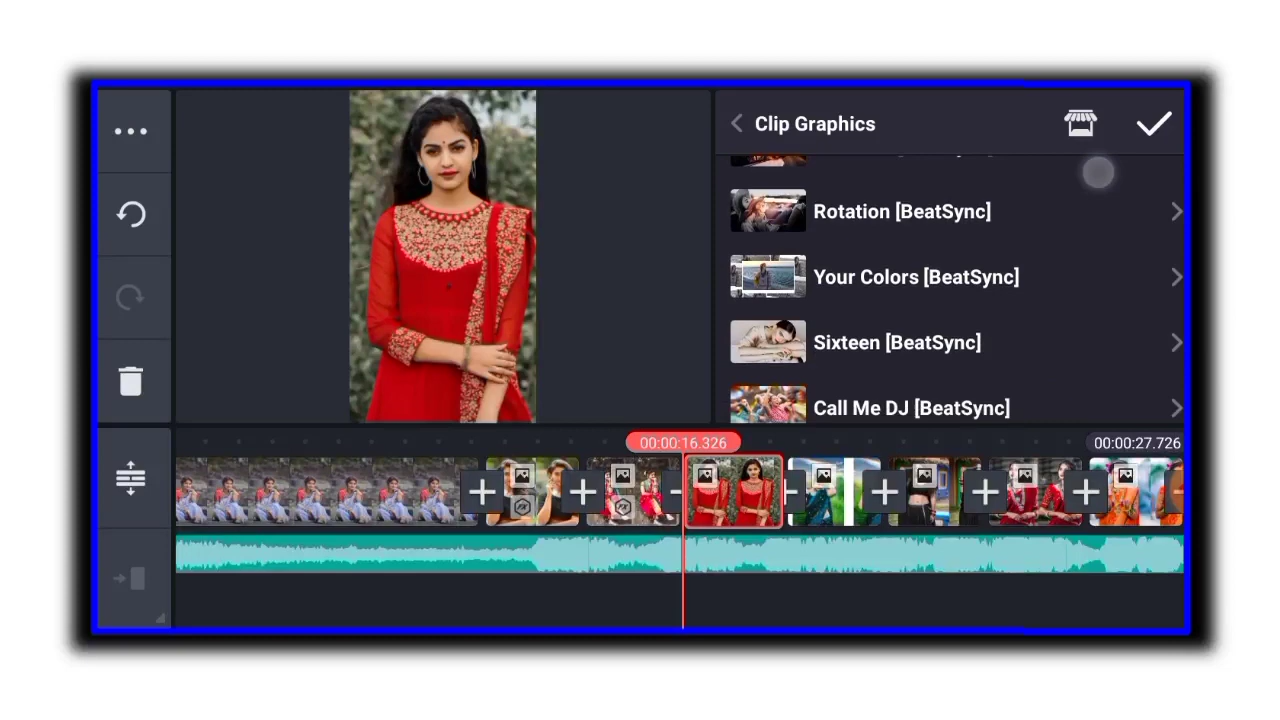 Clip Graphics
Rotation [BeatSync]
Your Colors [BeatSync]
Sixteen [BeatSync]
Call Me DJ [BeatSync]
00:00:16.326
00:00:27.726